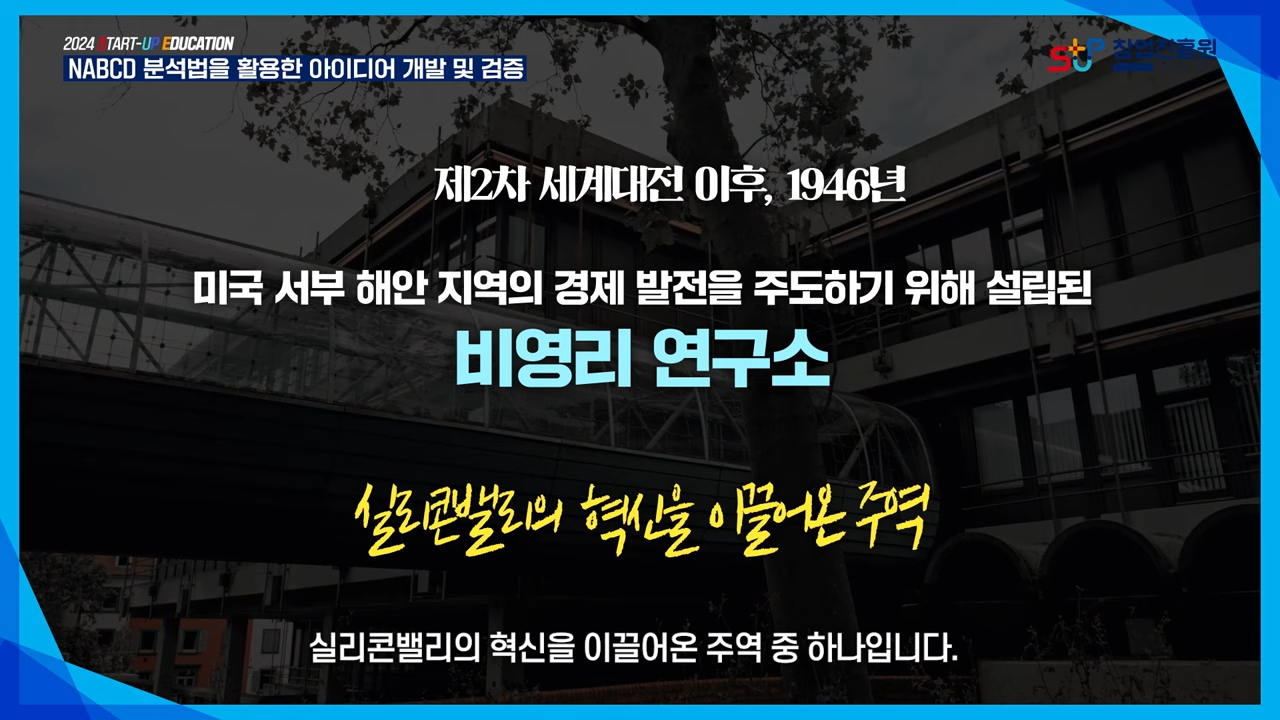 2024 START-UP EDUCATION
NABCD 분석법을 활용한 아이디어 개발 및 검증
창업진흥원
제2차 세계대전 이후, 1946년
미국 서부 해안 지역의 경제 발전을 주도하기 위해 설립된
비영리 연구소
실리콘밸리의 혁신을 이끌어온 주역
실리콘밸리의 혁신을 이끌어온 주역 중 하나입니다.